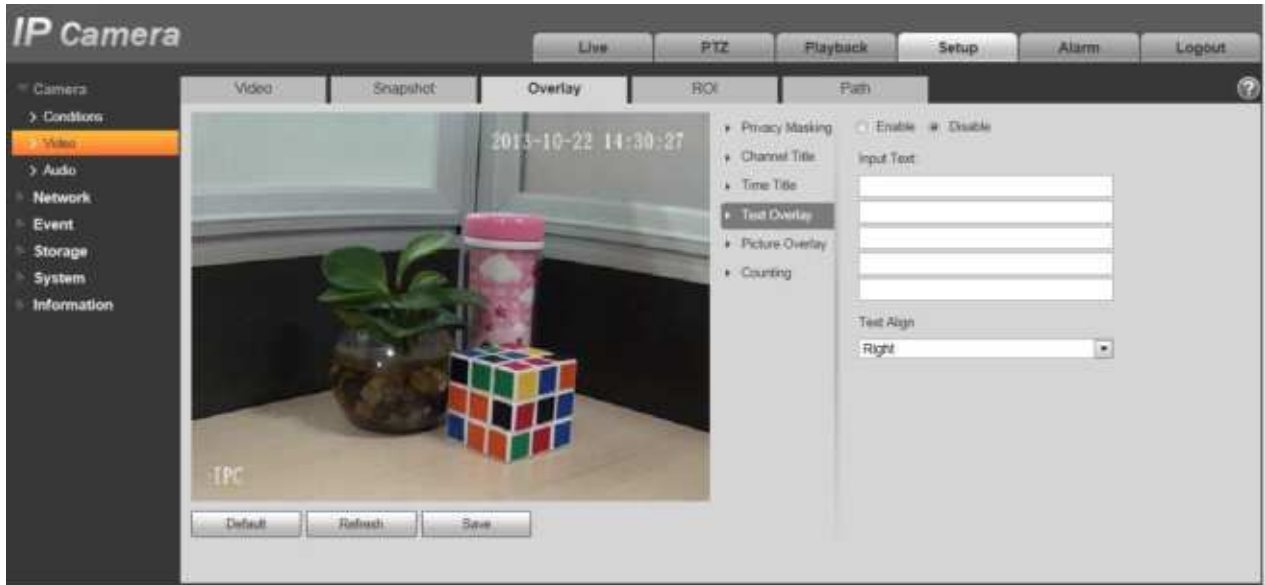 IP Camera
Live
PTZ
Playback
Setup
Alarm
Logout
Camera
Conditions
Video
Audio
Network
Event
Storage
System
Information
Video
Snapshot
Overlay
ROI
Path
?
2013-10-22 14:30:27
IPC
Default
Refresh
Save
Privacy Masking
Channel Title
Time Title
Text Overlay
Picture Overlay
Counting
Enable
Disable
Input Text:
Text Align
Right